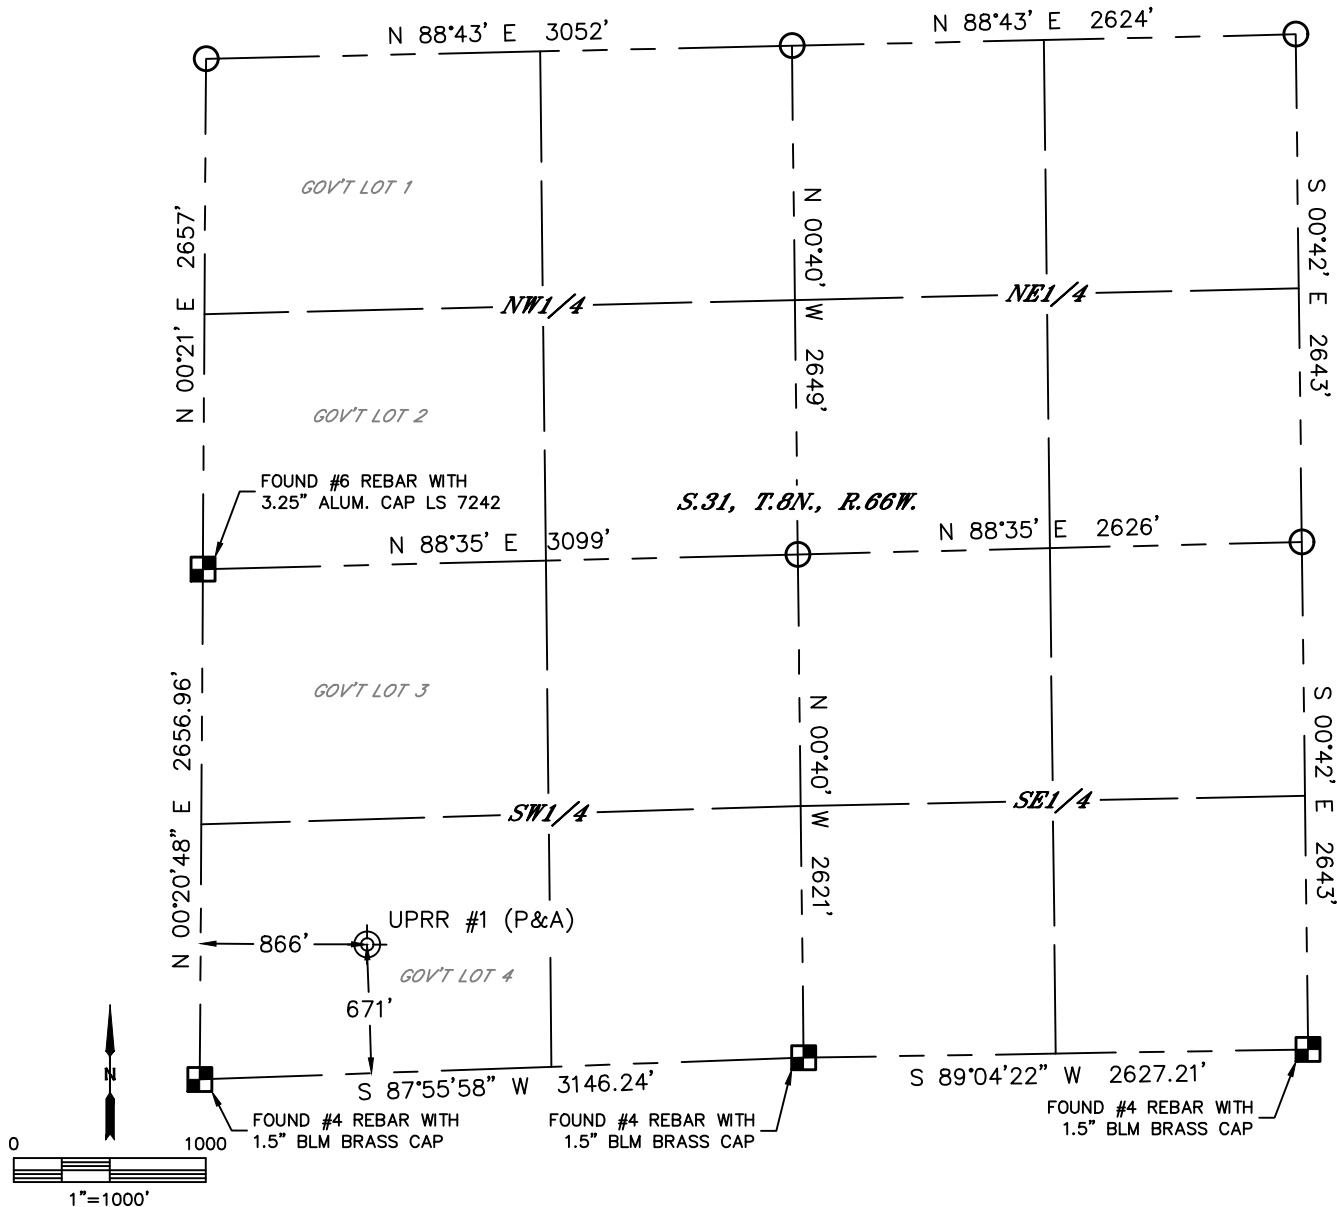 N 88°43' E 3052'
N 88°43' E 2624'
GOV'T LOT 1
N 00°21' E 2657'
N 00°40' W 2649'
S 00°42' E 2643'
NW1/4
NE1/4
GOV'T LOT 2
FOUND #6 REBAR WITH
3.25" ALUM. CAP LS 7242
S.31, T.8N., R.66W.
N 88°35' E 3099'
N 88°35' E 2626'
GOV'T LOT 3
N 00°20'48" E 2656.96'
N 00°40' W 2621'
S 00°42' E 2643'
SW1/4
SE1/4
UPRR #1 (P&A)
866'
GOV'T LOT 4
671'
N
S 87°55'58" W 3146.24'
S 89°04'22" W 2627.21'
FOUND #4 REBAR WITH
1.5" BLM BRASS CAP
FOUND #4 REBAR WITH
1.5" BLM BRASS CAP
FOUND #4 REBAR WITH
1.5" BLM BRASS CAP
0 1000
1"=1000'